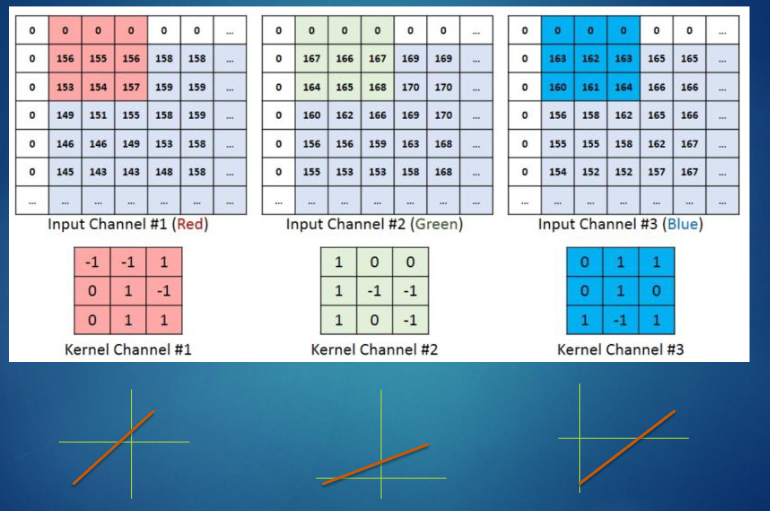 0 0 0 0 0 0 ...
0 156 155 156 158 158 ...
0 153 154 157 159 159 ...
0 149 151 155 158 159 ...
0 146 146 149 153 158 ...
0 145 143 143 148 158 ...
... ... ... ... ... ... ...
Input Channel #1 (Red)
0 0 0 0 0 0 ...
0 167 166 167 169 169 ...
0 164 165 168 170 170 ...
0 160 162 166 169 170 ...
0 156 156 159 163 168 ...
0 155 153 153 158 168 ...
... ... ... ... ... ... ...
Input Channel #2 (Green)
0 0 0 0 0 0 ...
0 163 162 163 165 165 ...
0 160 161 164 166 166 ...
0 156 158 162 165 166 ...
0 155 155 158 162 167 ...
0 154 152 152 157 167 ...
... ... ... ... ... ... ...
Input Channel #3 (Blue)
-1 -1 1
0 1 -1
0 1 1
Kernel Channel #1
1 0 0
1 -1 -1
1 0 -1
Kernel Channel #2
0 1 1
0 1 0
1 -1 1
Kernel Channel #3